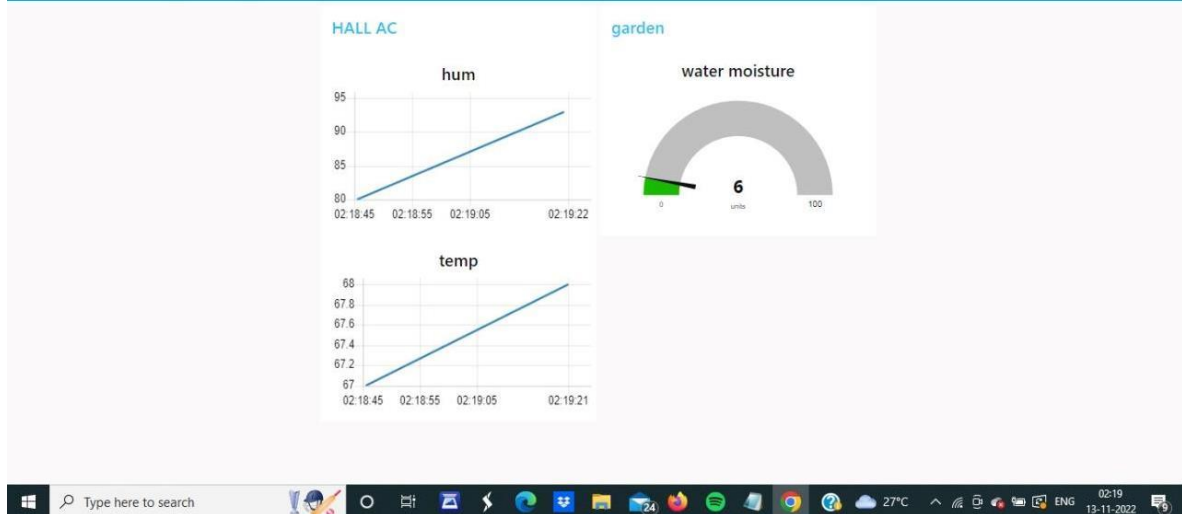 HALL AC
hum
95
90
85
80
02:18:45 02:18:55 02:19:05 02:19:22
temp
68
67.8
67.6
67.4
67.2
67
02:18:45 02:18:55 02:19:05 02:19:21
garden
water moisture
6
0 units 100
Type here to search
24
27°C
ENG
02:19
13-11-2022
9